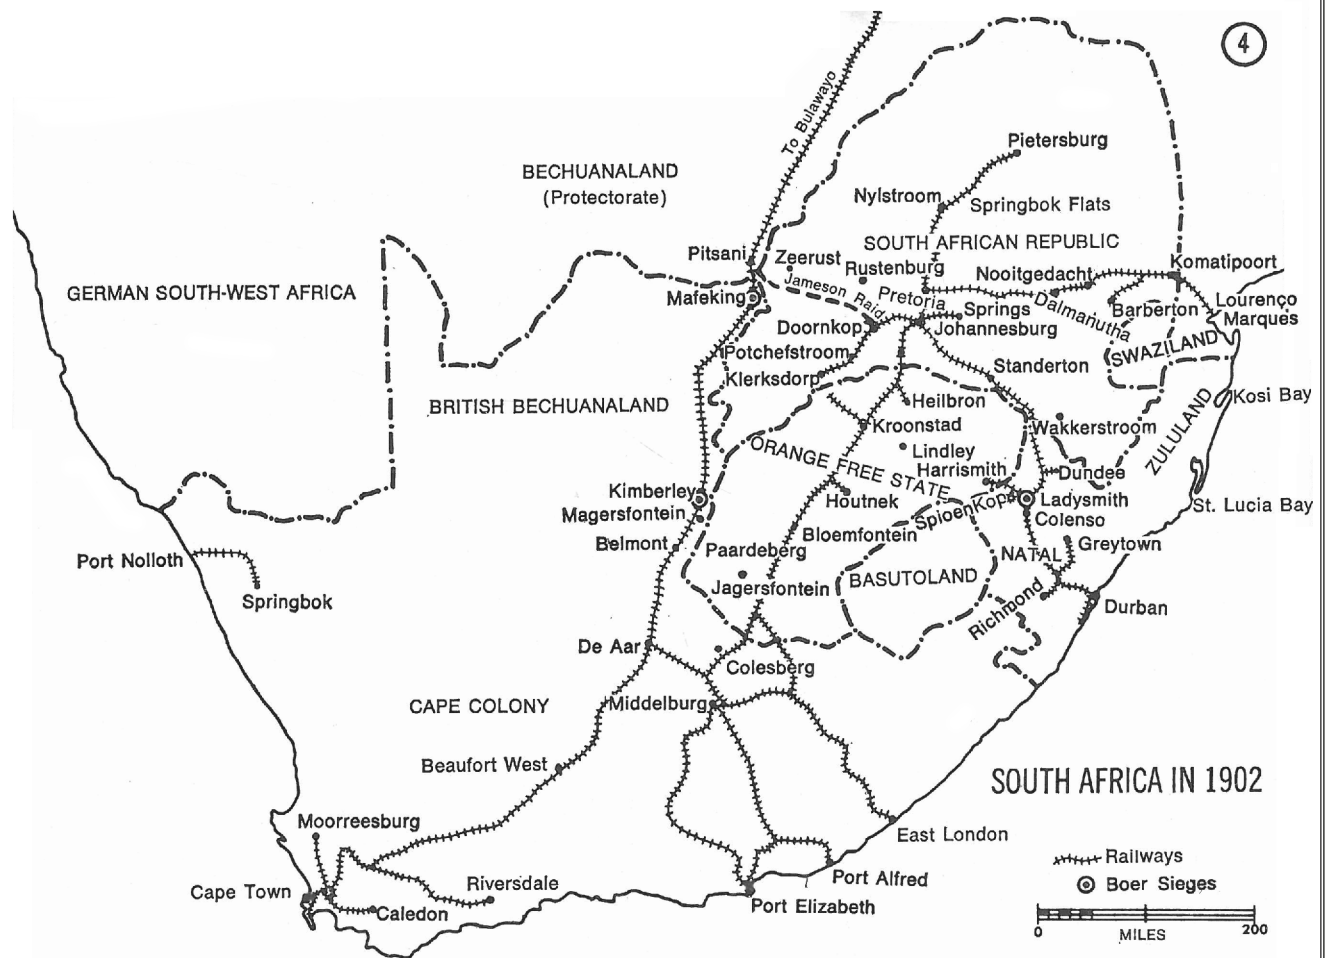 4
To Bulawayo
Pietersburg
BECHUANALAND
(Protectorate)
Nylstroom
Springbok Flats
SOUTH AFRICAN REPUBLIC
Pitsani
Zeerust
Rustenburg
Nooitgedacht
Komatipoort
GERMAN SOUTH-WEST AFRICA
Mafeking
Jameson Raid
Pretoria
Dalmanutha
Barberton
Lourenço
Marques
Springs
Doornkop
Johannesburg
SWAZILAND
Potchefstroom
Standerton
Klerksdorp
Kosi Bay
BRITISH BECHUANALAND
Heilbron
Kroonstad
Wakkerstroom
ZULULAND
ORANGE FREE STATE
Lindley
Harrismith
Dundee
Kimberley
Houtnek
SpioenKop
Ladysmith
St. Lucia Bay
Magersfontein
Colenso
Bloemfontein
Belmont
Paardeberg
NATAL
Greytown
Port Nolloth
Jagersfontein
BASUTOLAND
Springbok
Richmond
Durban
De Aar
Colesberg
CAPE COLONY
Middelburg
Beaufort West
SOUTH AFRICA IN 1902
Moorreesburg
East London
Railways
Cape Town
Riversdale
Port Alfred
Boer Sieges
Caledon
Port Elizabeth
0
200
MILES